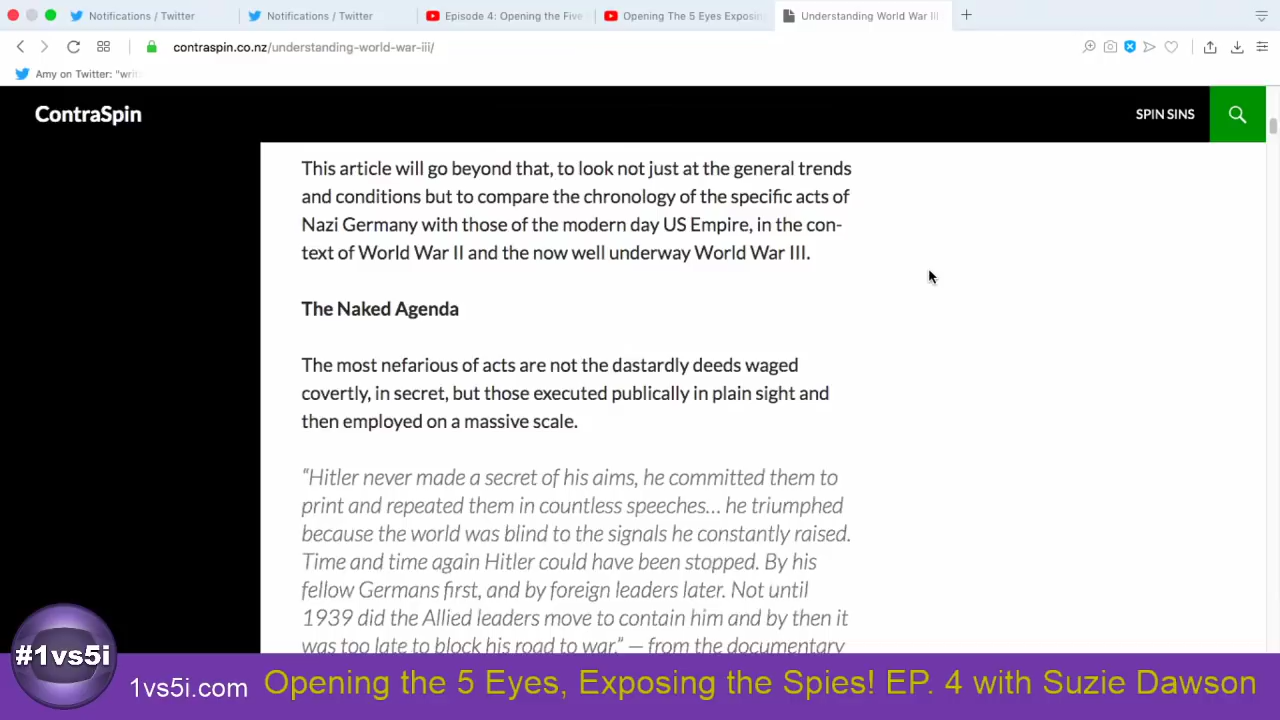 Notifications / Twitter
Notifications / Twitter
Episode 4: Opening the Five
Opening The 5 Eyes Exposin
Understanding World War III
contraspin.co.nz/understanding-world-war-iii/
Amy on Twitter: "writ
ContraSpin
SPIN SINS
This article will go beyond that, to look not just at the general trends
and conditions but to compare the chronology of the specific acts of
Nazi Germany with those of the modern day US Empire, in the con-
text of World War II and the now well underway World War III.
The Naked Agenda
The most nefarious of acts are not the dastardly deeds waged
covertly, in secret, but those executed publically in plain sight and
then employed on a massive scale.
“Hitler never made a secret of his aims, he committed them to
print and repeated them in countless speeches… he triumphed
because the world was blind to the signals he constantly raised.
Time and time again Hitler could have been stopped. By his
fellow Germans first, and by foreign leaders later. Not until
1939 did the Allied leaders move to contain him and by then it
was too late to block his road to war.” — from the documentary
#1vs5i
1vs5i.com
Opening the 5 Eyes, Exposing the Spies! EP. 4 with Suzie Dawson